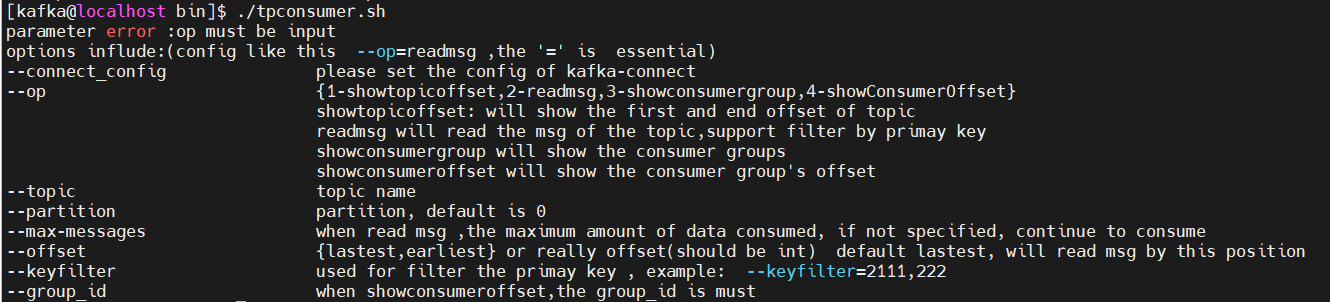 [kafka@localhost bin]$ ./tpconsumer.sh
parameter error :op must be input
options influde:(config like this  --op=readmsg ,the '=' is  essential)
--connect_config                please set the config of kafka-connect
--op                            {1-showtopicoffset,2-readmsg,3-showconsumergroup,4-showConsumerOffset}
                                showtopicoffset: will show the first and end offset of topic
                                readmsg will read the msg of the topic,support filter by primay key
                                showconsumergroup will show the consumer groups
                                showconsumeroffset will show the consumer group's offset
--topic                         topic name
--partition                     partition, default is 0
--max-messages                  when read msg ,the maximum amount of data consumed, if not specified, continue to consume
--offset                        {lastest,earliest} or really offset(should be int)  default lastest, will read msg by this position
--keyfilter                     used for filter the primay key , example:  --keyfilter=2111,222
--group_id                      when showconsumeroffset,the group_id is must